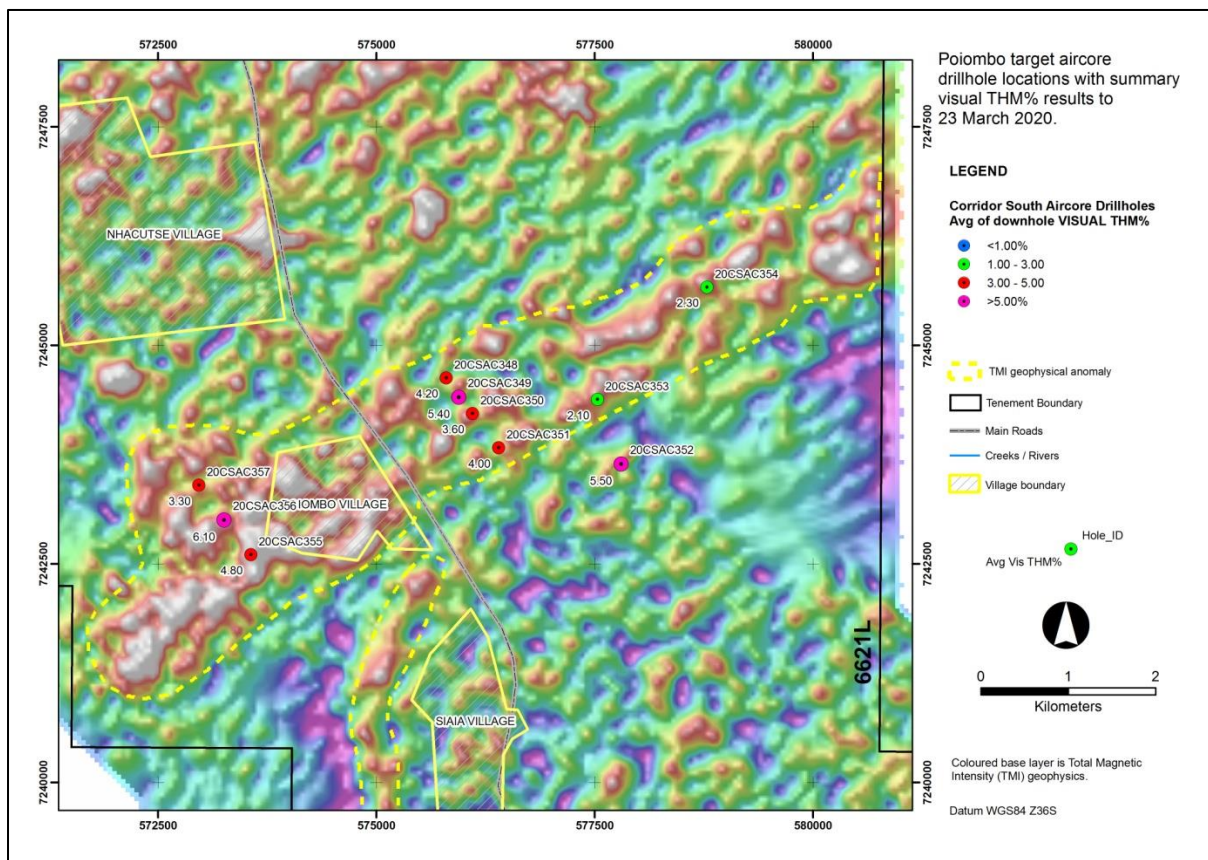 572500 575000 577500 580000
Poiombo target aircore
drillhole locations with summary
visual THM% results to
23 March 2020.
7247500 7247500
LEGEND
Corridor South Aircore Drillholes
Avg of downhole VISUAL THM%
<1.00%
1.00 - 3.00
3.00 - 5.00
>5.00%
TMI geophysical anomaly
Tenement Boundary
Main Roads
Creeks / Rivers
Village boundary
Hole_ID
Avg Vis THM%
NHACUTSE VILLAGE
20CSAC354
2.30
7245000 7245000
20CSAC348
4.20
20CSAC349
5.40
20CSAC350
3.60
20CSAC353
2.10
20CSAC351
4.00
20CSAC352
5.50
20CSAC357
3.30
20CSAC356
6.10
IOMBO VILLAGE
20CSAC355
4.80
7242500 7242500
6621L
SIAIA VILLAGE
7240000 7240000
0 1 2
Kilometers
Coloured base layer is Total Magnetic
Intensity (TMI) geophysics.
Datum WGS84 Z36S
572500 575000 577500 580000